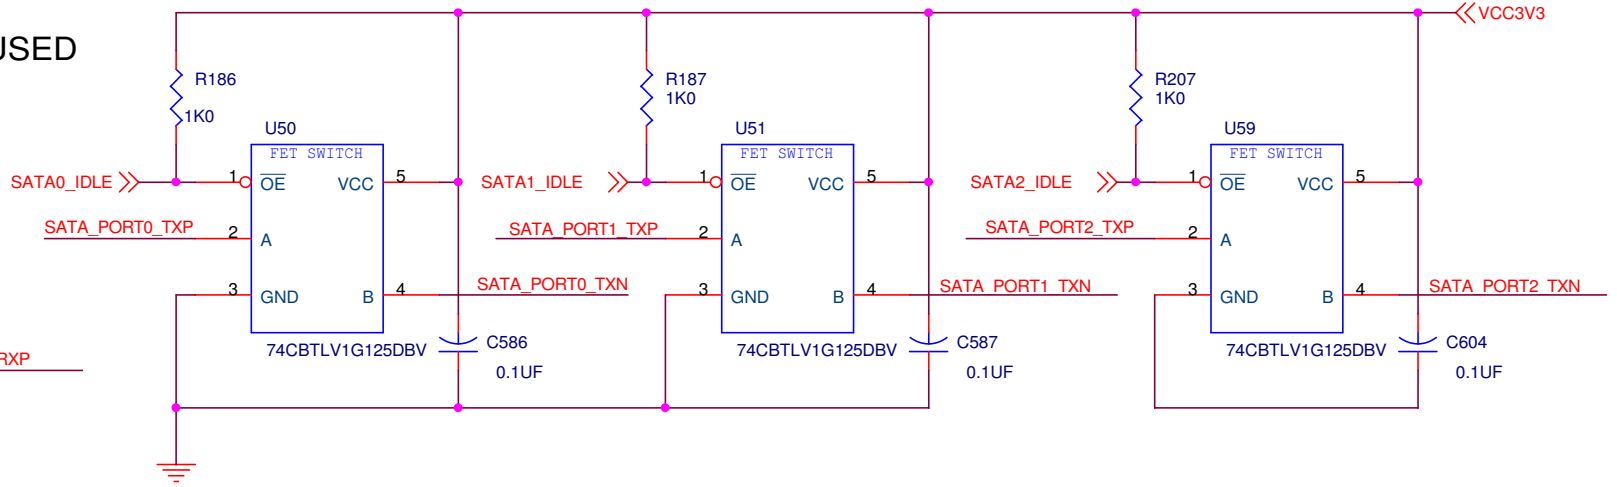 VCC3V3
USED
R186
1K0
R187
1K0
R207
1K0
U50
FET SWITCH
SATA0_IDLE
1
OE
VCC
5
SATA_PORT0_TXP
2
A
3
GND
B
4
SATA_PORT0_TXN
74CBTLV1G125DBV
C586
0.1UF
U51
FET SWITCH
SATA1_IDLE
1
OE
VCC
5
SATA_PORT1_TXP
2
A
3
GND
B
4
SATA_PORT1_TXN
74CBTLV1G125DBV
C587
0.1UF
U59
FET SWITCH
SATA2_IDLE
1
OE
VCC
5
SATA_PORT2_TXP
2
A
3
GND
B
4
SATA_PORT2_TXN
74CBTLV1G125DBV
C604
0.1UF
RXP